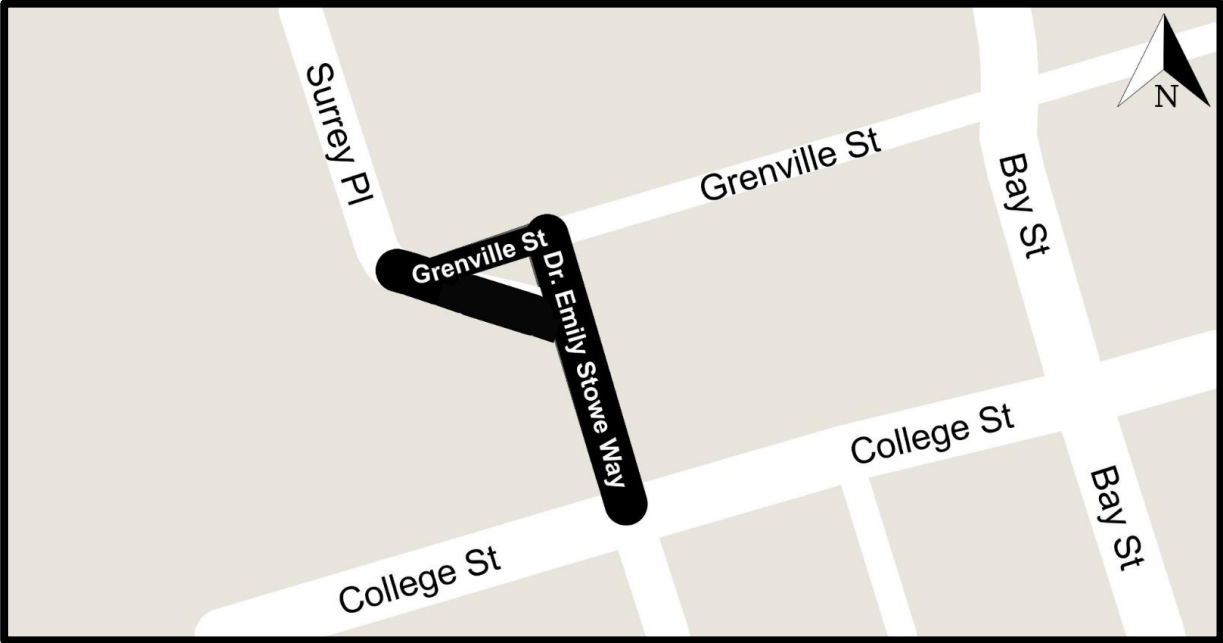 Surrey Pl
N
Grenville St
Bay St
Grenville St
Dr. Emily Stowe Way
College St
Bay St
College St